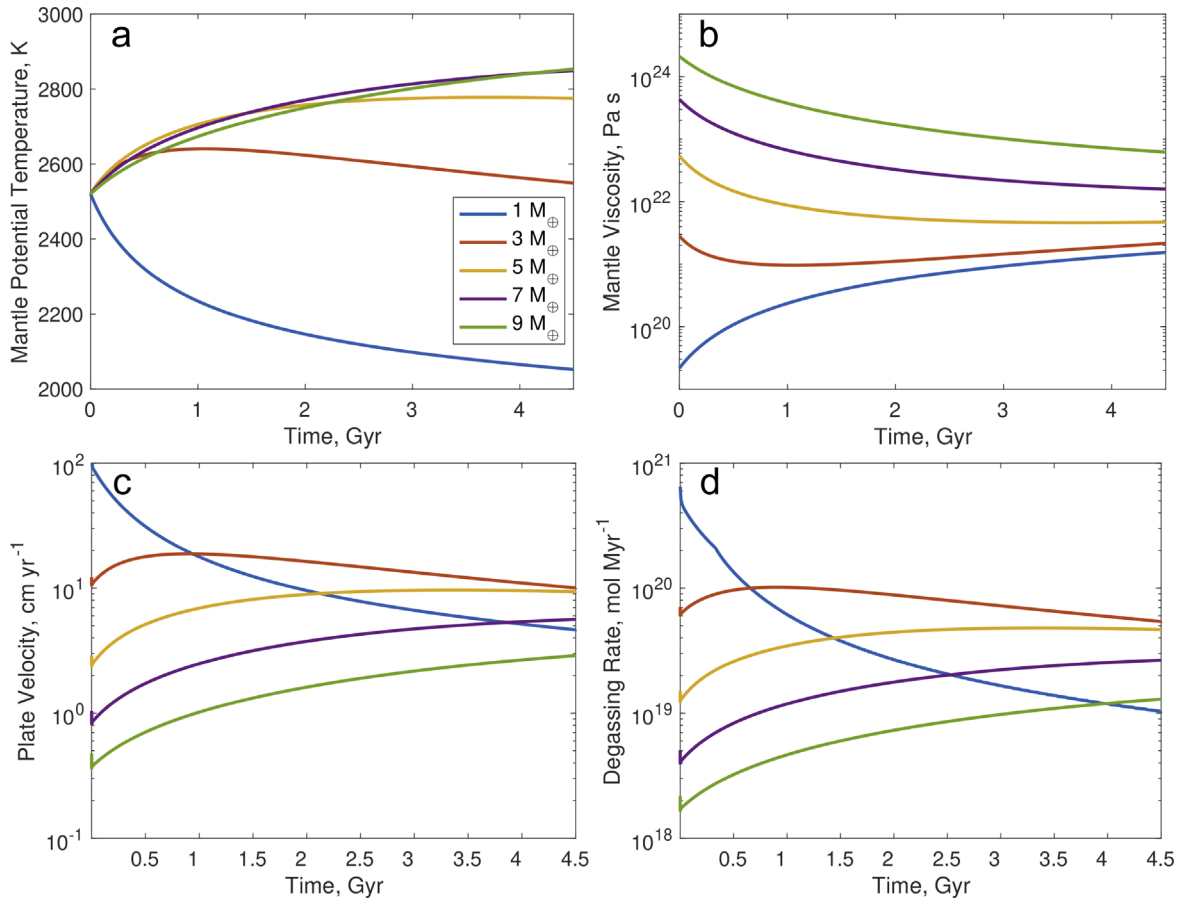 a
3000
2800
2600
2400
2200
2000
Mantle Potential Temperature, K
0
1
2
3
4
Time, Gyr
1 M⊕
3 M⊕
5 M⊕
7 M⊕
9 M⊕
b
10²⁴
10²²
10²⁰
Mantle Viscosity, Pa s
0
1
2
3
4
Time, Gyr
c
10²
10¹
10⁰
10⁻¹
Plate Velocity, cm yr⁻¹
0.5
1
1.5
2
2.5
3
3.5
4
4.5
Time, Gyr
d
10²¹
10²⁰
10¹⁹
10¹⁸
Degassing Rate, mol Myr⁻¹
0.5
1
1.5
2
2.5
3
3.5
4
4.5
Time, Gyr